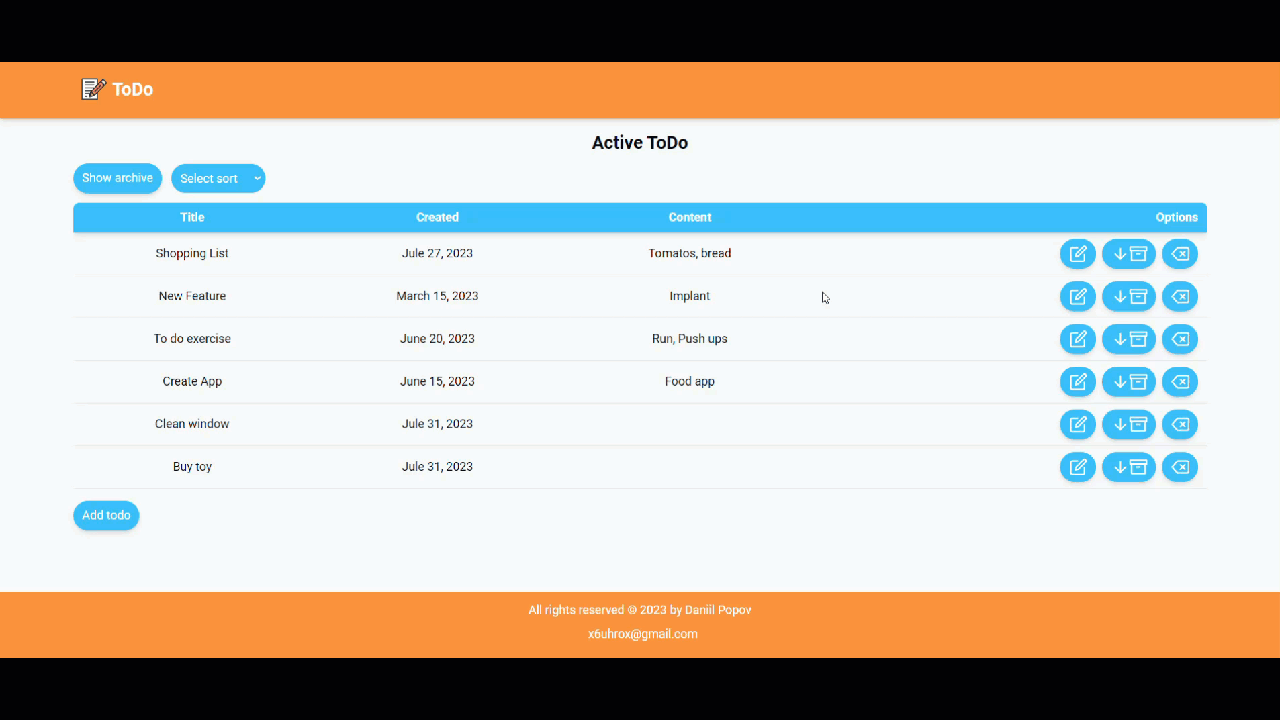 ToDo
Active ToDo
Show archive Select sort
Title Created Content Options
Shopping List Jule 27, 2023 Tomatos, bread
New Feature March 15, 2023 Implant
To do exercise June 20, 2023 Run, Push ups
Create App June 15, 2023 Food app
Clean window Jule 31, 2023
Buy toy Jule 31, 2023
Add todo
All rights reserved © 2023 by Daniil Popov
x6uhrox@gmail.com